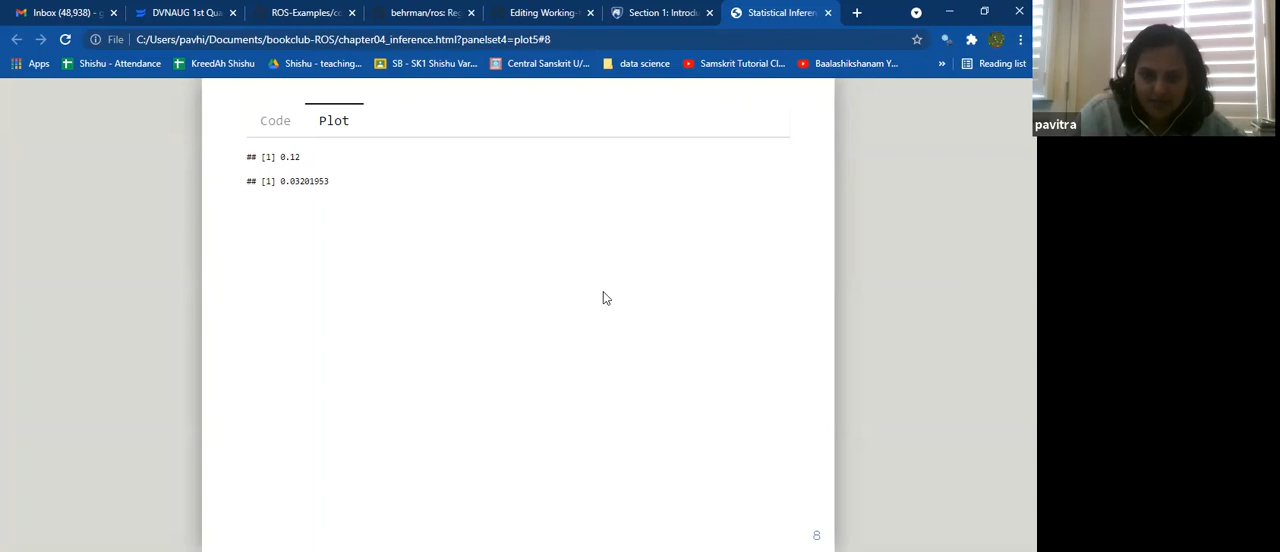 Inbox (48,938) - g
DVNAUG 1st Qua
ROS-Examples/ce
behrman/ros: Reg
Editing Working-
Section 1: Introdu
Statistical Inferen
File
C:/Users/pavhi/Documents/bookclub-ROS/chapter04_inference.html?panelset4=plot5#8
Apps
Shishu - Attendance
KreedAh Shishu
Shishu - teaching...
SB - SK1 Shishu Var...
Central Sanskrit U/...
data science
Samskrit Tutorial Cl...
Baalashikshanam Y...
»
Reading list
pavitra
Code
Plot
## [1] 0.12
## [1] 0.03201953
8